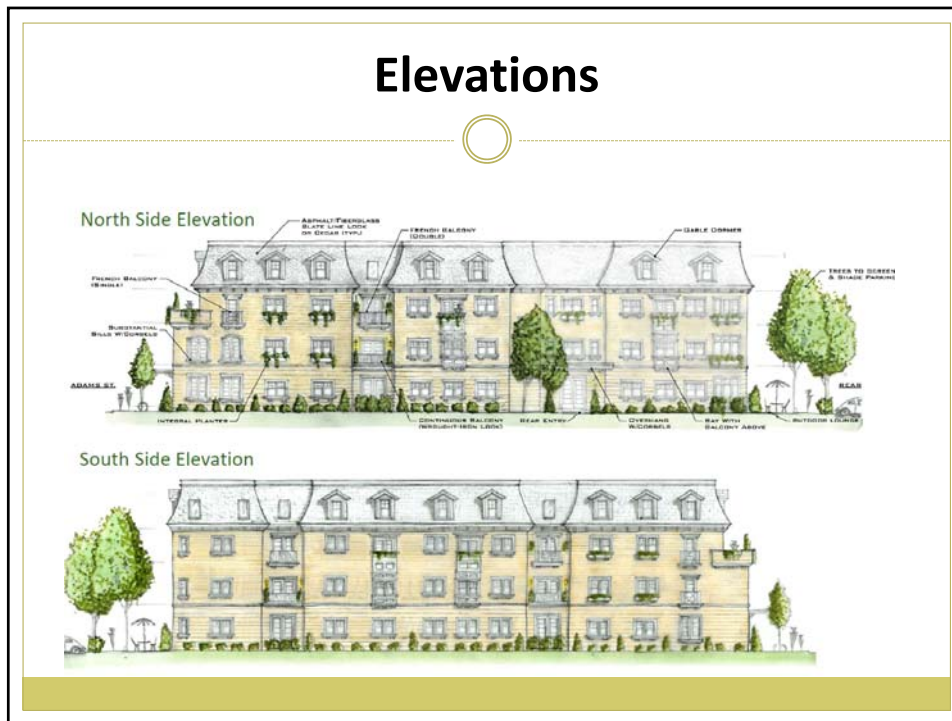 Elevations
North Side Elevation
ASPHALT/FIBERGLASS
SLATE LINE LOOK
OR CEDAR (TYP.)
FRENCH BALCONY
(DOUBLE)
GABLE DORMER
FRENCH BALCONY
(SINGLE)
TREES TO SCREEN
& SHADE PARKING
SUBSTANTIAL
SILLS W/CORBELS
ADAMS ST.
REAR
INTEGRAL PLANTER
CONTINUOUS BALCONY
(WROUGHT-IRON LOOK)
REAR ENTRY
OVERHANG
W/CORBELS
BAY WITH
BALCONY ABOVE
OUTDOOR LOUNGE
South Side Elevation